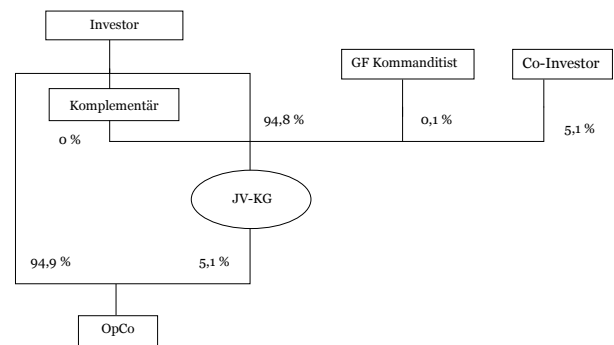 Investor
GF Kommanditist
Co-Investor
Komplementär
0 %
94,8 %
0,1 %
5,1 %
JV-KG
94,9 %
5,1 %
OpCo